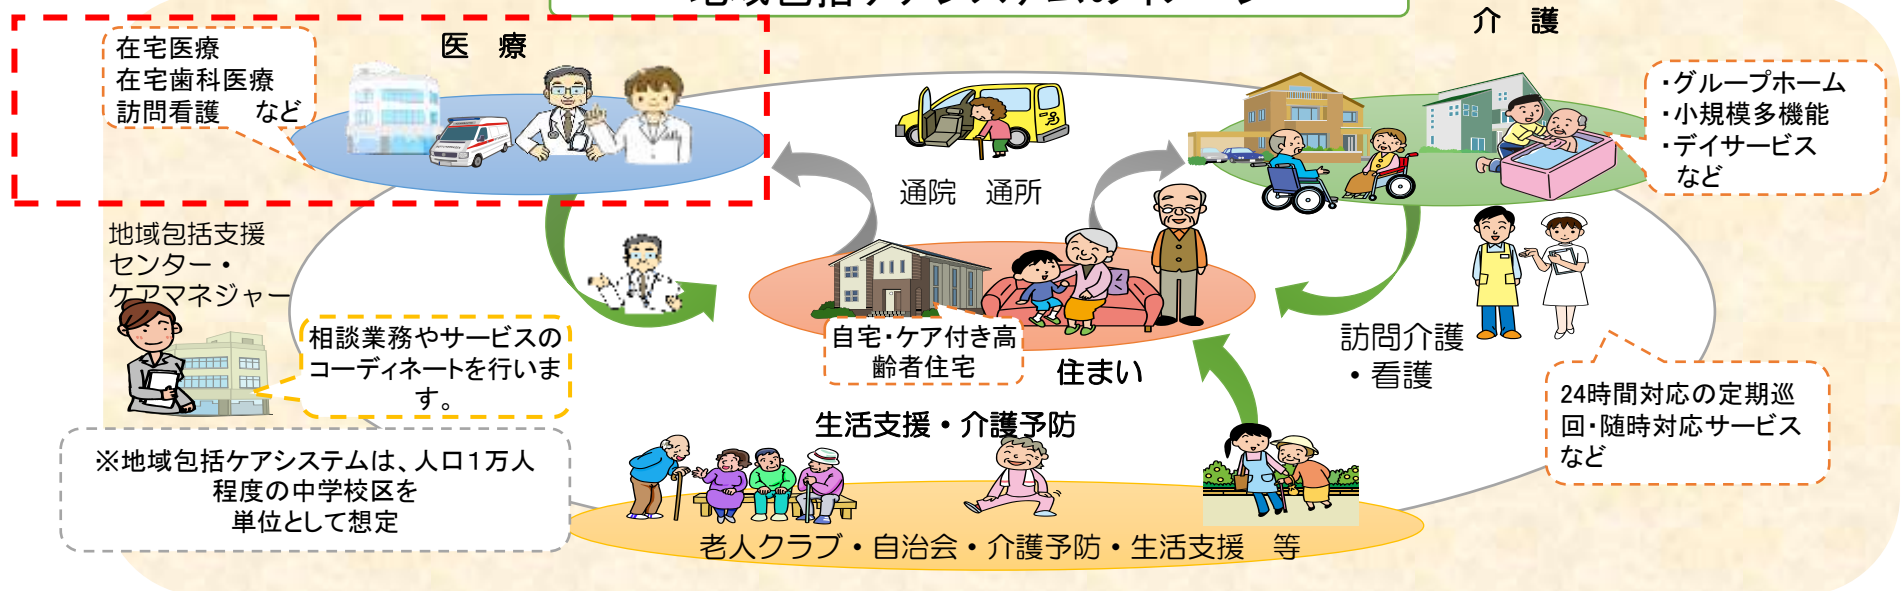 介 護
医 療
在宅医療
在宅歯科医療
訪問看護 など
・グループホーム
・小規模多機能
・デイサービス
など
通院 通所
地域包括支援
センター・
ケアマネジャー
相談業務やサービスの
コーディネートを行いま
す。
自宅・ケア付き高
齢者住宅
住まい
訪問介護
・看護
24時間対応の定期巡
回・随時対応サービス
など
生活支援・介護予防
※地域包括ケアシステムは、人口1万人
程度の中学校区を
単位として想定
老人クラブ・自治会・介護予防・生活支援 等